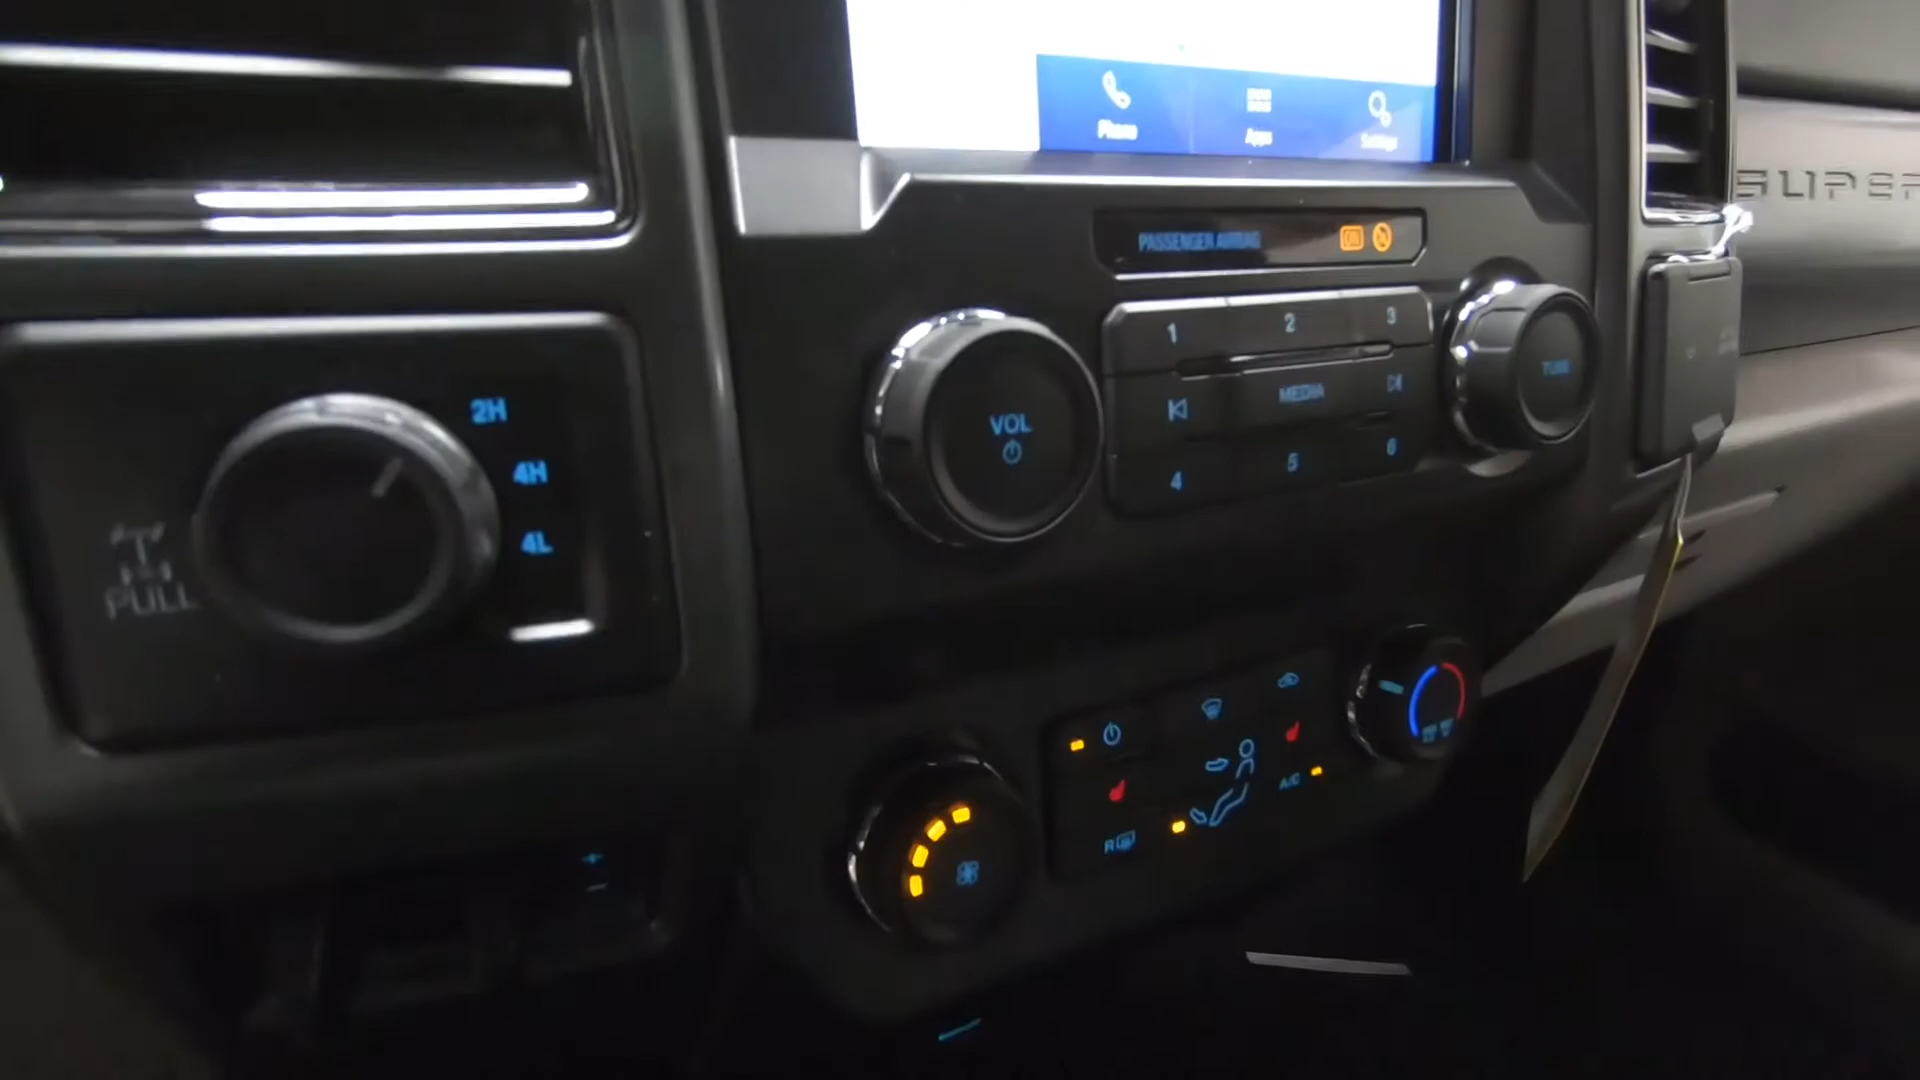 Phone
Apps
Settings
SUPER
PASSENGER AIRBAG
ON
1 2 3
MEDIA
4 5 6
VOL
TUNE
2H
4H
4L
PULL
A/C
R